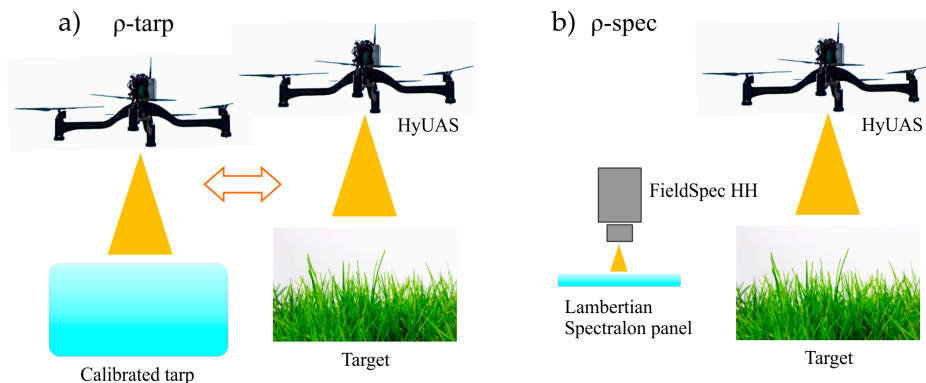 a) ρ-tarp
HyUAS
Calibrated tarp
Target
b) ρ-spec
HyUAS
FieldSpec HH
Lambertian
Spectralon panel
Target